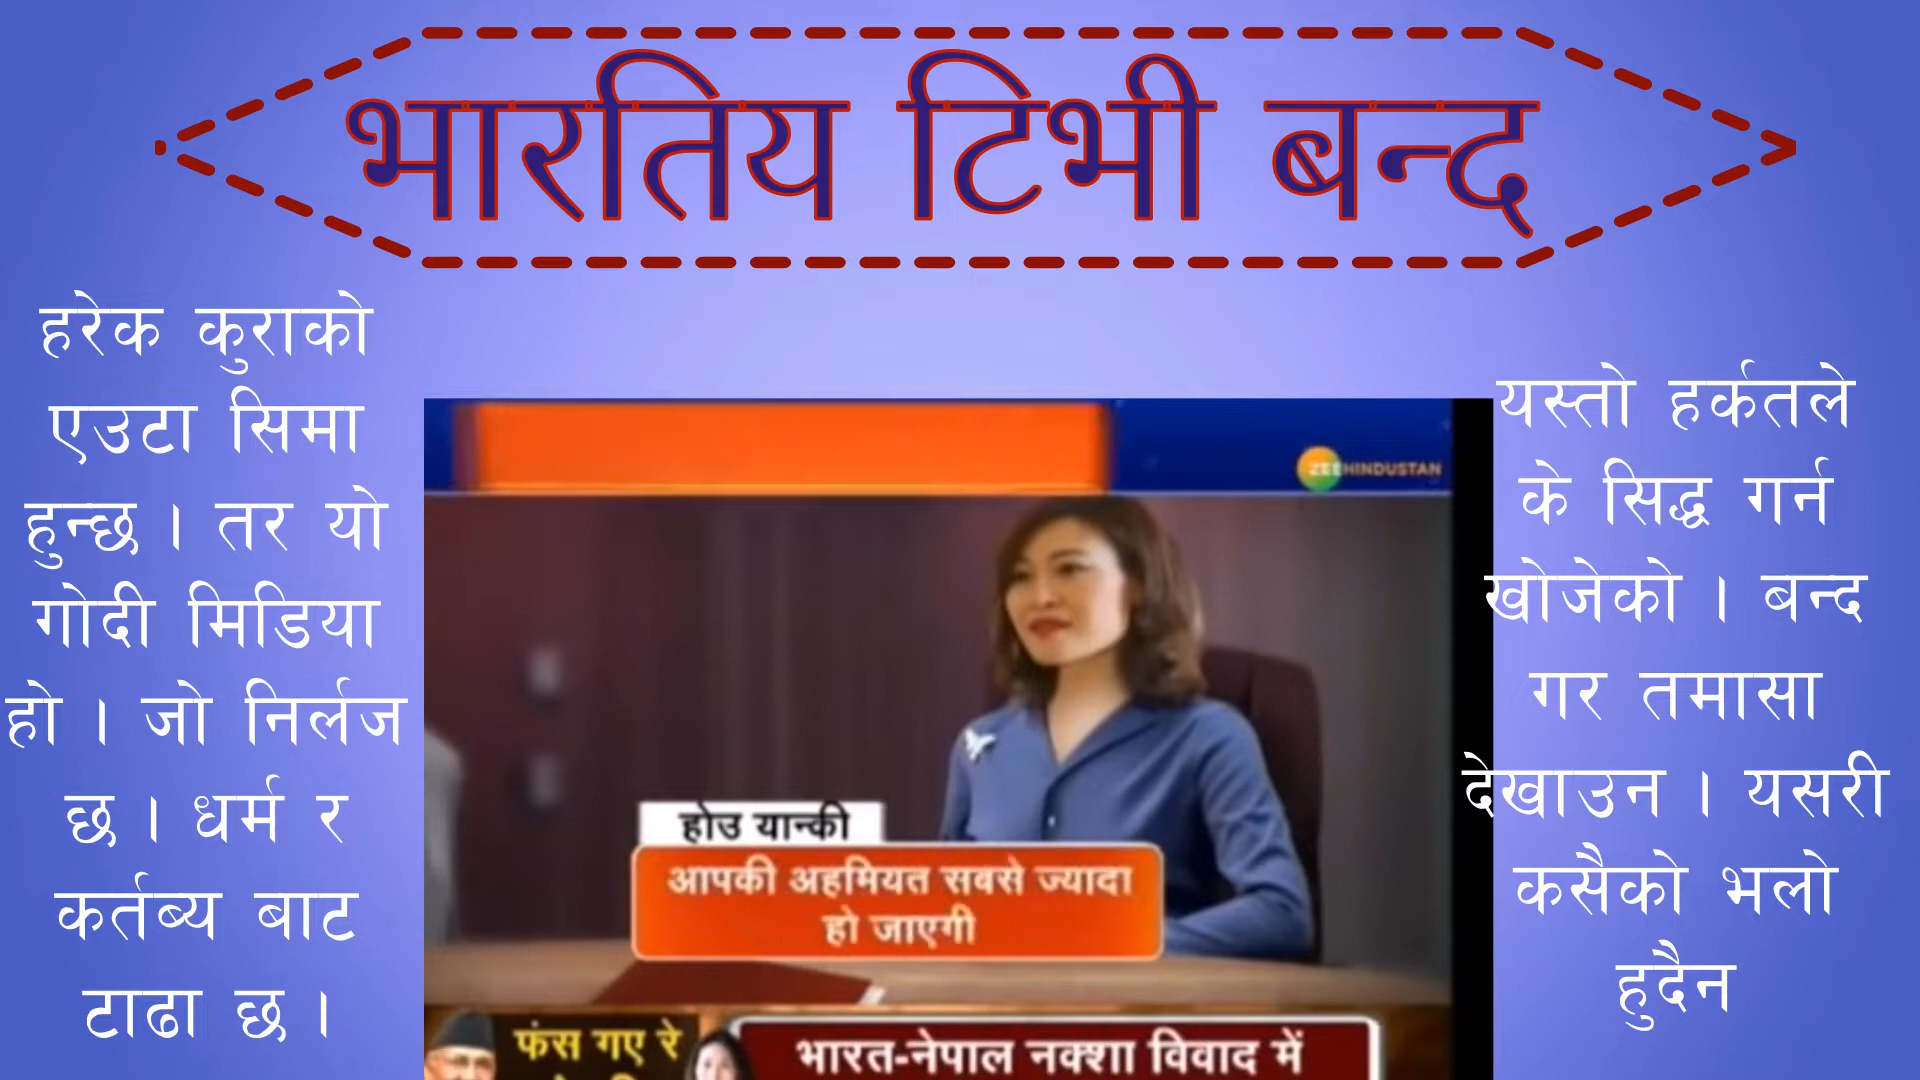 भारतिय टिभी बन्द
हरेक कुराको
एउटा सिमा
हुन्छ । तर यो
गोदी मिडिया
हो । जो निर्लज
छ । धर्म र
कर्तब्य बाट
टाढा छ ।
ZEE HINDUSTAN
होउ यान्की
आपकी अहमियत सबसे ज्यादा
हो जाएगी
फंस गए रे
भारत-नेपाल नक्शा विवाद में
यस्तो हर्कतले
के सिद्ध गर्न
खोजेको । बन्द
गर तमासा
देखाउन । यसरी
कसैको भलो
हुदैन